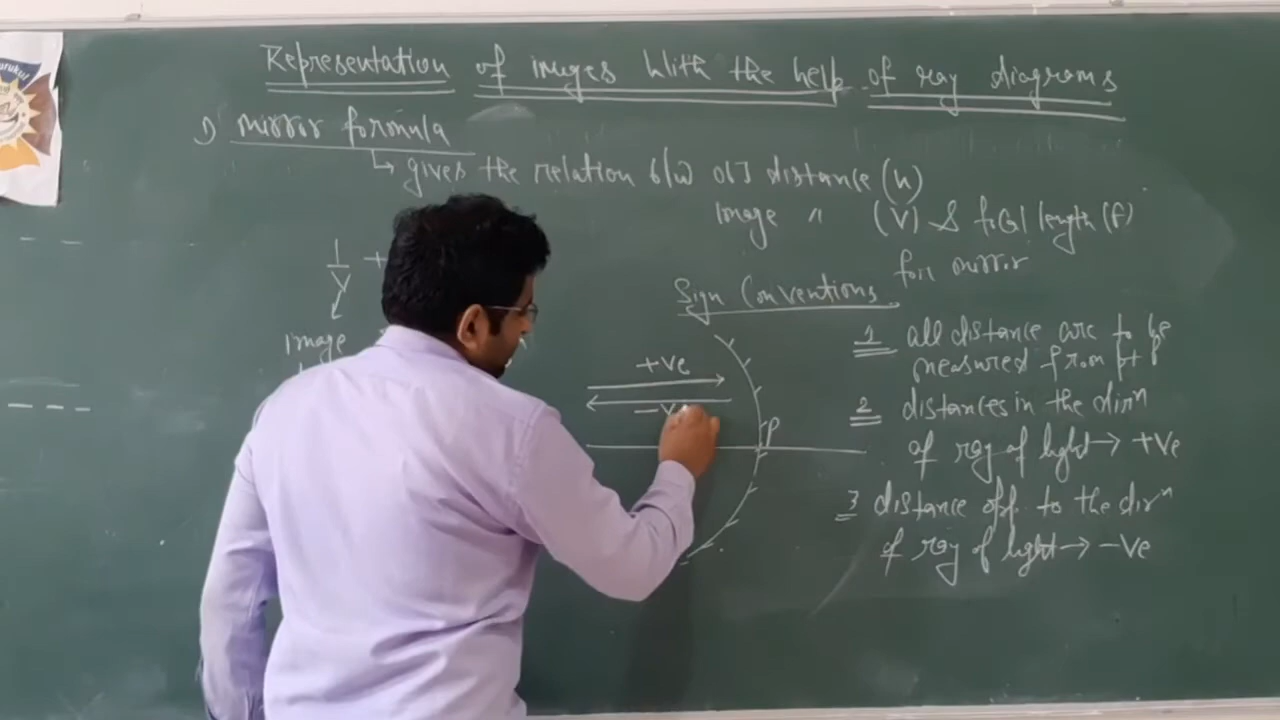 Representation of images With the help of ray diagrams
1) mirror formula
↳ gives the relation b/w obj distance (u)
image " (V) & focal length (f)
for mirror
1/V +
image
Sign Conventions
+ve
-ve
P
1 all distance are to be
measured from pt P
2 distances in the dirⁿ
of ray of light → +ve
3 distance opp. to the dirⁿ
of ray of light → -ve